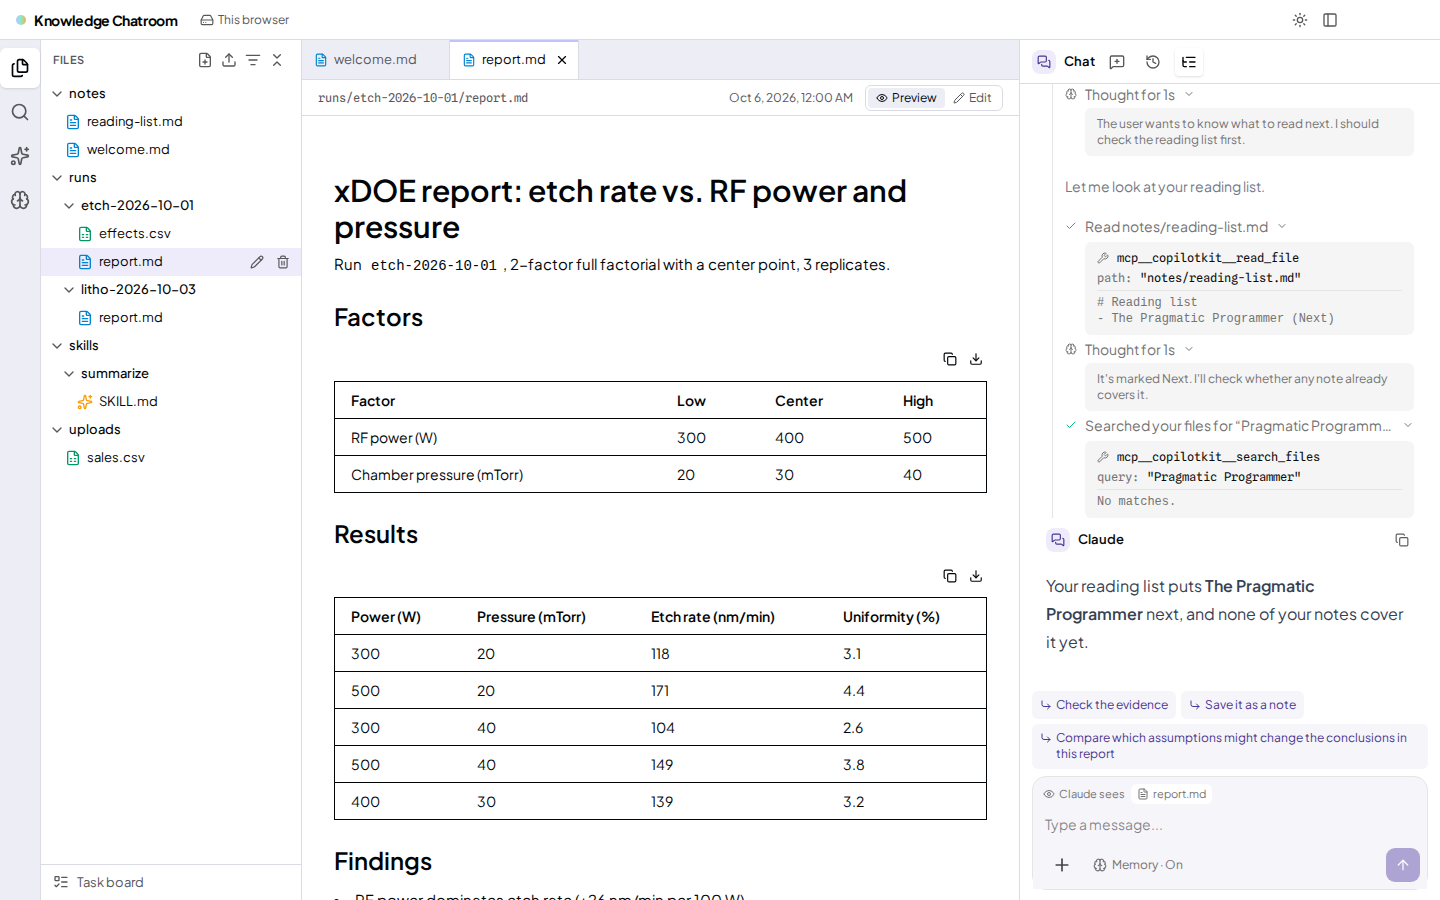 Knowledge Chatroom
This browser
FILES
notes
reading-list.md
welcome.md
runs
etch-2026-10-01
effects.csv
report.md
litho-2026-10-03
report.md
skills
summarize
SKILL.md
uploads
sales.csv
Task board
welcome.md
report.md
runs/etch-2026-10-01/report.md
Oct 6, 2026, 12:00 AM
Preview
Edit
xDOE report: etch rate vs. RF power and
pressure
Run etch-2026-10-01 , 2-factor full factorial with a center point, 3 replicates.
Factors
Factor Low Center High
RF power (W) 300 400 500
Chamber pressure (mTorr) 20 30 40
Results
Power (W) Pressure (mTorr) Etch rate (nm/min) Uniformity (%)
300 20 118 3.1
500 20 171 4.4
300 40 104 2.6
500 40 149 3.8
400 30 139 3.2
Findings
RF power dominates etch rate (+26 nm/min per 100 W)
Chat
Thought for 1s
The user wants to know what to read next. I should
check the reading list first.
Let me look at your reading list.
Read notes/reading-list.md
mcp__copilotkit__read_file
path: "notes/reading-list.md"
# Reading list
- The Pragmatic Programmer (Next)
Thought for 1s
It's marked Next. I'll check whether any note already
covers it.
Searched your files for “Pragmatic Programm...
mcp__copilotkit__search_files
query: "Pragmatic Programmer"
No matches.
Claude
Your reading list puts The Pragmatic
Programmer next, and none of your notes cover
it yet.
Check the evidence
Save it as a note
Compare which assumptions might change the conclusions in
this report
Claude sees report.md
Type a message...
Memory · On